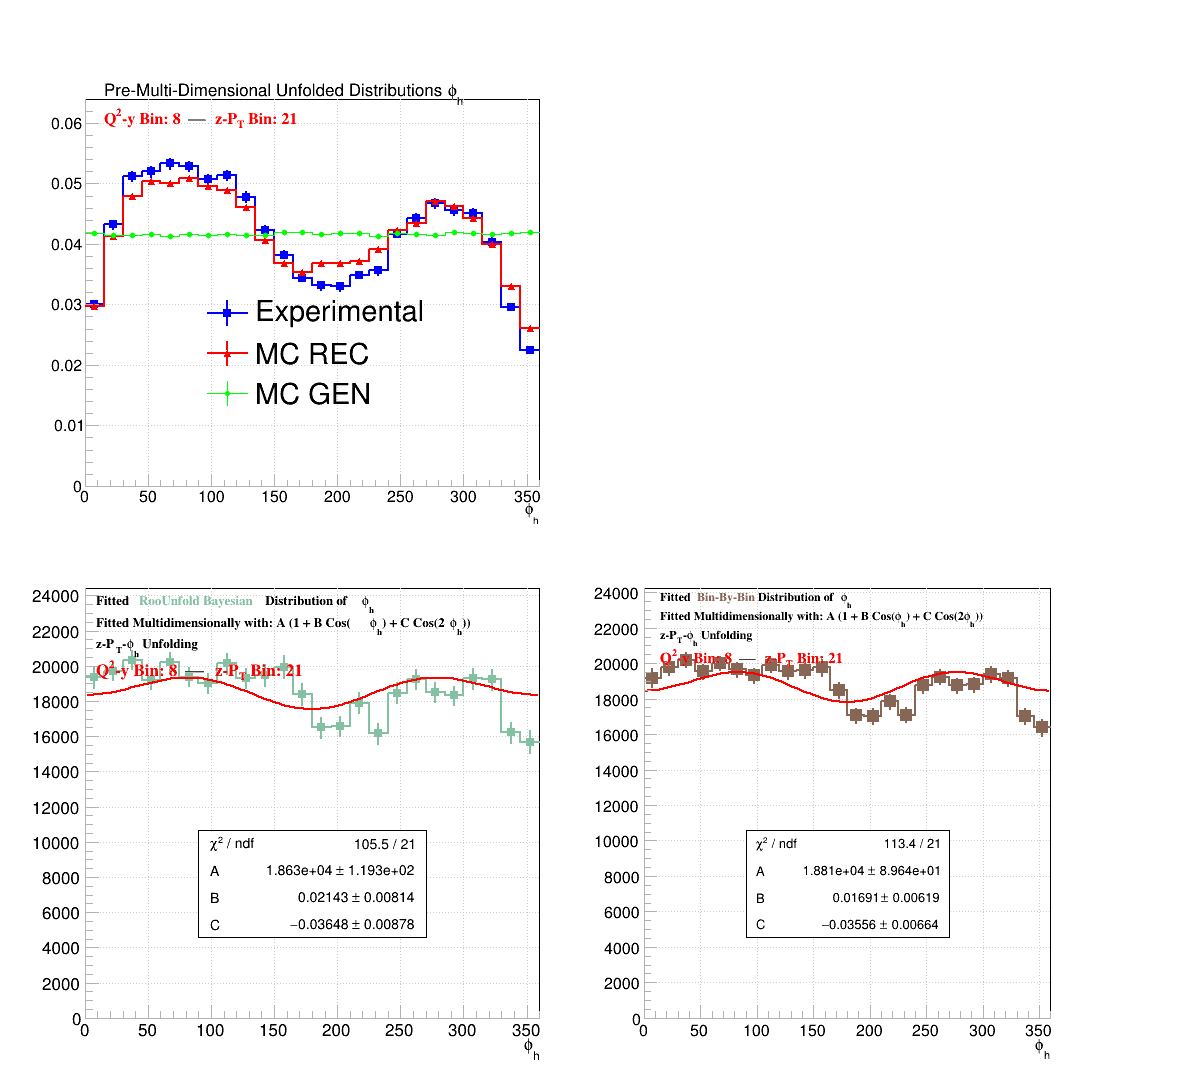 Pre-Multi-Dimensional Unfolded Distributions ϕh
Q²-y Bin: 8 — z-PT Bin: 21
0.06
0.05
0.04
0.03
0.02
0.01
0
Experimental
MC REC
MC GEN
0 50 100 150 200 250 300 350
ϕh
Fitted RooUnfold Bayesian Distribution of ϕh
Fitted Multidimensionally with: A (1 + B Cos( ϕh) + C Cos(2 ϕh))
z-PT-ϕh Unfolding
Q²-y Bin: 8 — z-PT Bin: 21
24000
22000
20000
18000
16000
14000
12000
10000
8000
6000
4000
2000
0
χ² / ndf 105.5 / 21
A 1.863e+04 ± 1.193e+02
B 0.02143 ± 0.00814
C −0.03648 ± 0.00878
0 50 100 150 200 250 300 350
ϕh
Fitted Bin-By-Bin Distribution of ϕh
Fitted Multidimensionally with: A (1 + B Cos(ϕh) + C Cos(2ϕh))
z-PT-ϕh Unfolding
Q²-y Bin: 8 — z-PT Bin: 21
24000
22000
20000
18000
16000
14000
12000
10000
8000
6000
4000
2000
0
χ² / ndf 113.4 / 21
A 1.881e+04 ± 8.964e+01
B 0.01691 ± 0.00619
C −0.03556 ± 0.00664
0 50 100 150 200 250 300 350
ϕh